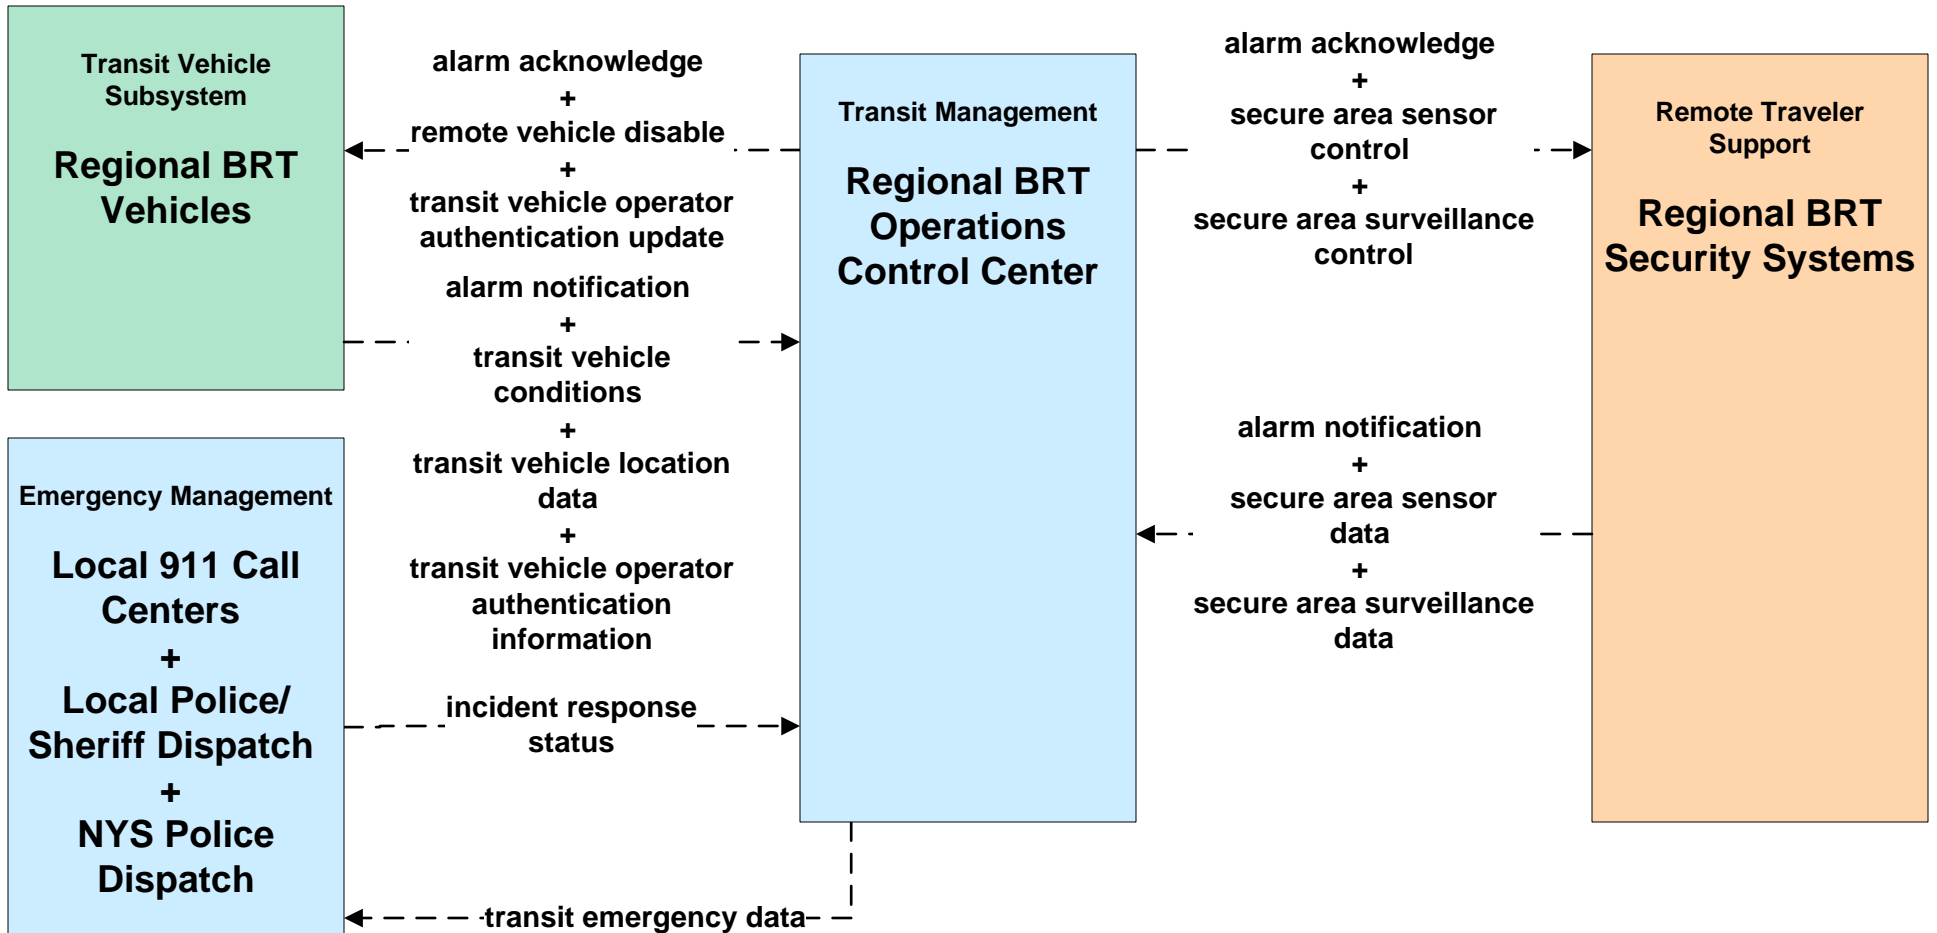 Transit Vehicle
Subsystem
Regional BRT
Vehicles
Emergency Management
Local 911 Call
Centers
+
Local Police/
Sheriff Dispatch
+
NYS Police
Dispatch
alarm acknowledge
+
remote vehicle disable
+
transit vehicle operator
authentication update
alarm notification
+
transit vehicle
conditions
+
transit vehicle location
data
+
transit vehicle operator
authentication
information
incident response
status
transit emergency data
Transit Management
Regional BRT
Operations
Control Center
alarm acknowledge
+
secure area sensor
control
+
secure area surveillance
control
alarm notification
+
secure area sensor
data
+
secure area surveillance
data
Remote Traveler
Support
Regional BRT
Security Systems